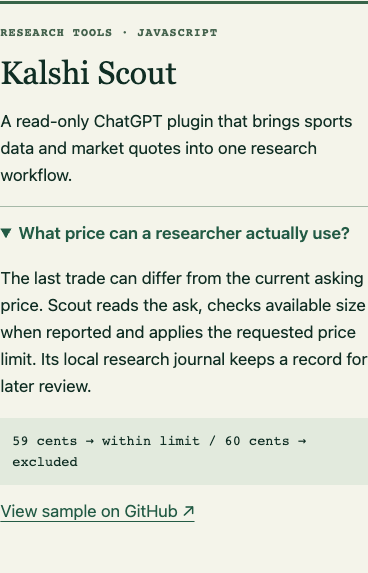 RESEARCH TOOLS · JAVASCRIPT
Kalshi Scout
A read-only ChatGPT plugin that brings sports
data and market quotes into one research
workflow.
▼ What price can a researcher actually use?
The last trade can differ from the current asking
price. Scout reads the ask, checks available size
when reported and applies the requested price
limit. Its local research journal keeps a record for
later review.
59 cents → within limit / 60 cents →
excluded
View sample on GitHub ↗